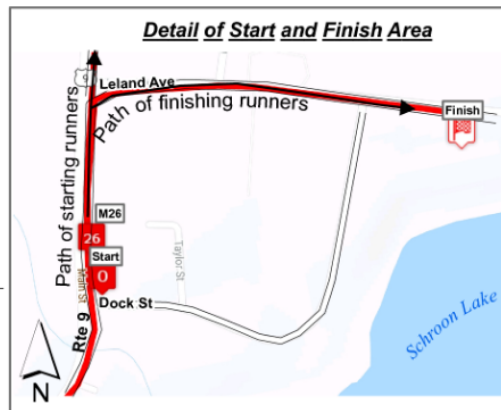 Detail of Start and Finish Area
9
Leland Ave
Path of finishing runners
Finish
Path of starting runners
M26
26
Start
0
Main St
Taylor St
Dock St
Rte 9
Schroon Lake
N